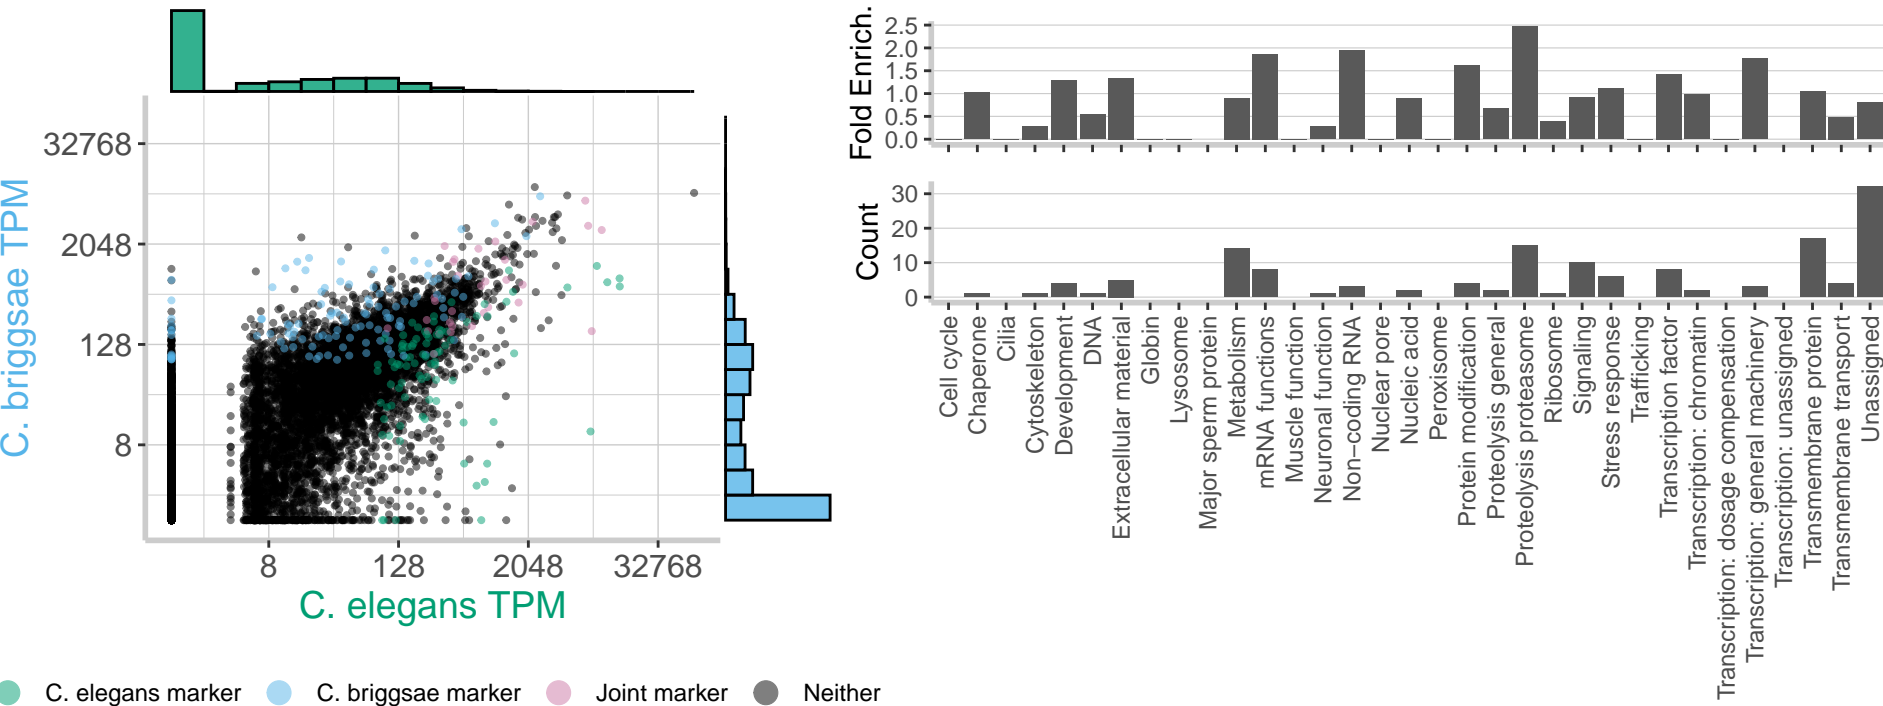 32768
2048
128
8
C. briggsae TPM
8
128
2048
32768
C. elegans TPM
C. elegans marker
C. briggsae marker
Joint marker
Neither
Fold Enrich.
2.5
2.0
1.5
1.0
0.5
0.0
Count
30
20
10
0
Cell cycle
Chaperone
Cilia
Cytoskeleton
Development
DNA
Extracellular material
Globin
Lysosome
Major sperm protein
Metabolism
mRNA functions
Muscle function
Neuronal function
Non−coding RNA
Nuclear pore
Nucleic acid
Peroxisome
Protein modification
Proteolysis general
Proteolysis proteasome
Ribosome
Signaling
Stress response
Trafficking
Transcription factor
Transcription: chromatin
Transcription: dosage compensation
Transcription: general machinery
Transcription: unassigned
Transmembrane protein
Transmembrane transport
Unassigned